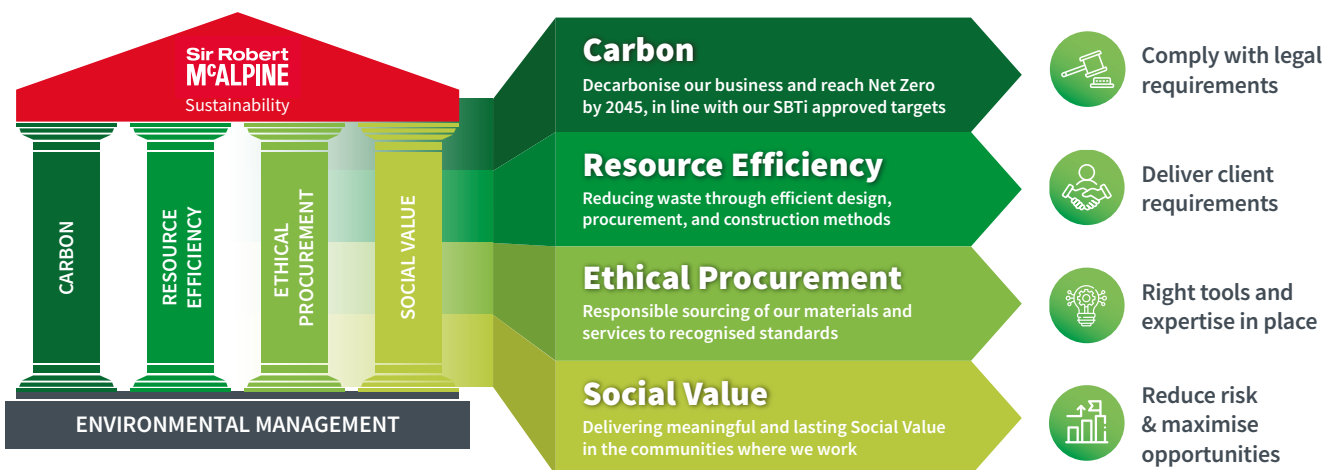 Sir Robert
McALPINE
Sustainability
CARBON
RESOURCE
EFFICIENCY
ETHICAL
PROCUREMENT
SOCIAL VALUE
ENVIRONMENTAL MANAGEMENT
Carbon
Decarbonise our business and reach Net Zero
by 2045, in line with our SBTi approved targets
Resource Efficiency
Reducing waste through efficient design,
procurement, and construction methods
Ethical Procurement
Responsible sourcing of our materials and
services to recognised standards
Social Value
Delivering meaningful and lasting Social Value
in the communities where we work
Comply with legal
requirements
Deliver client
requirements
Right tools and
expertise in place
Reduce risk
& maximise
opportunities